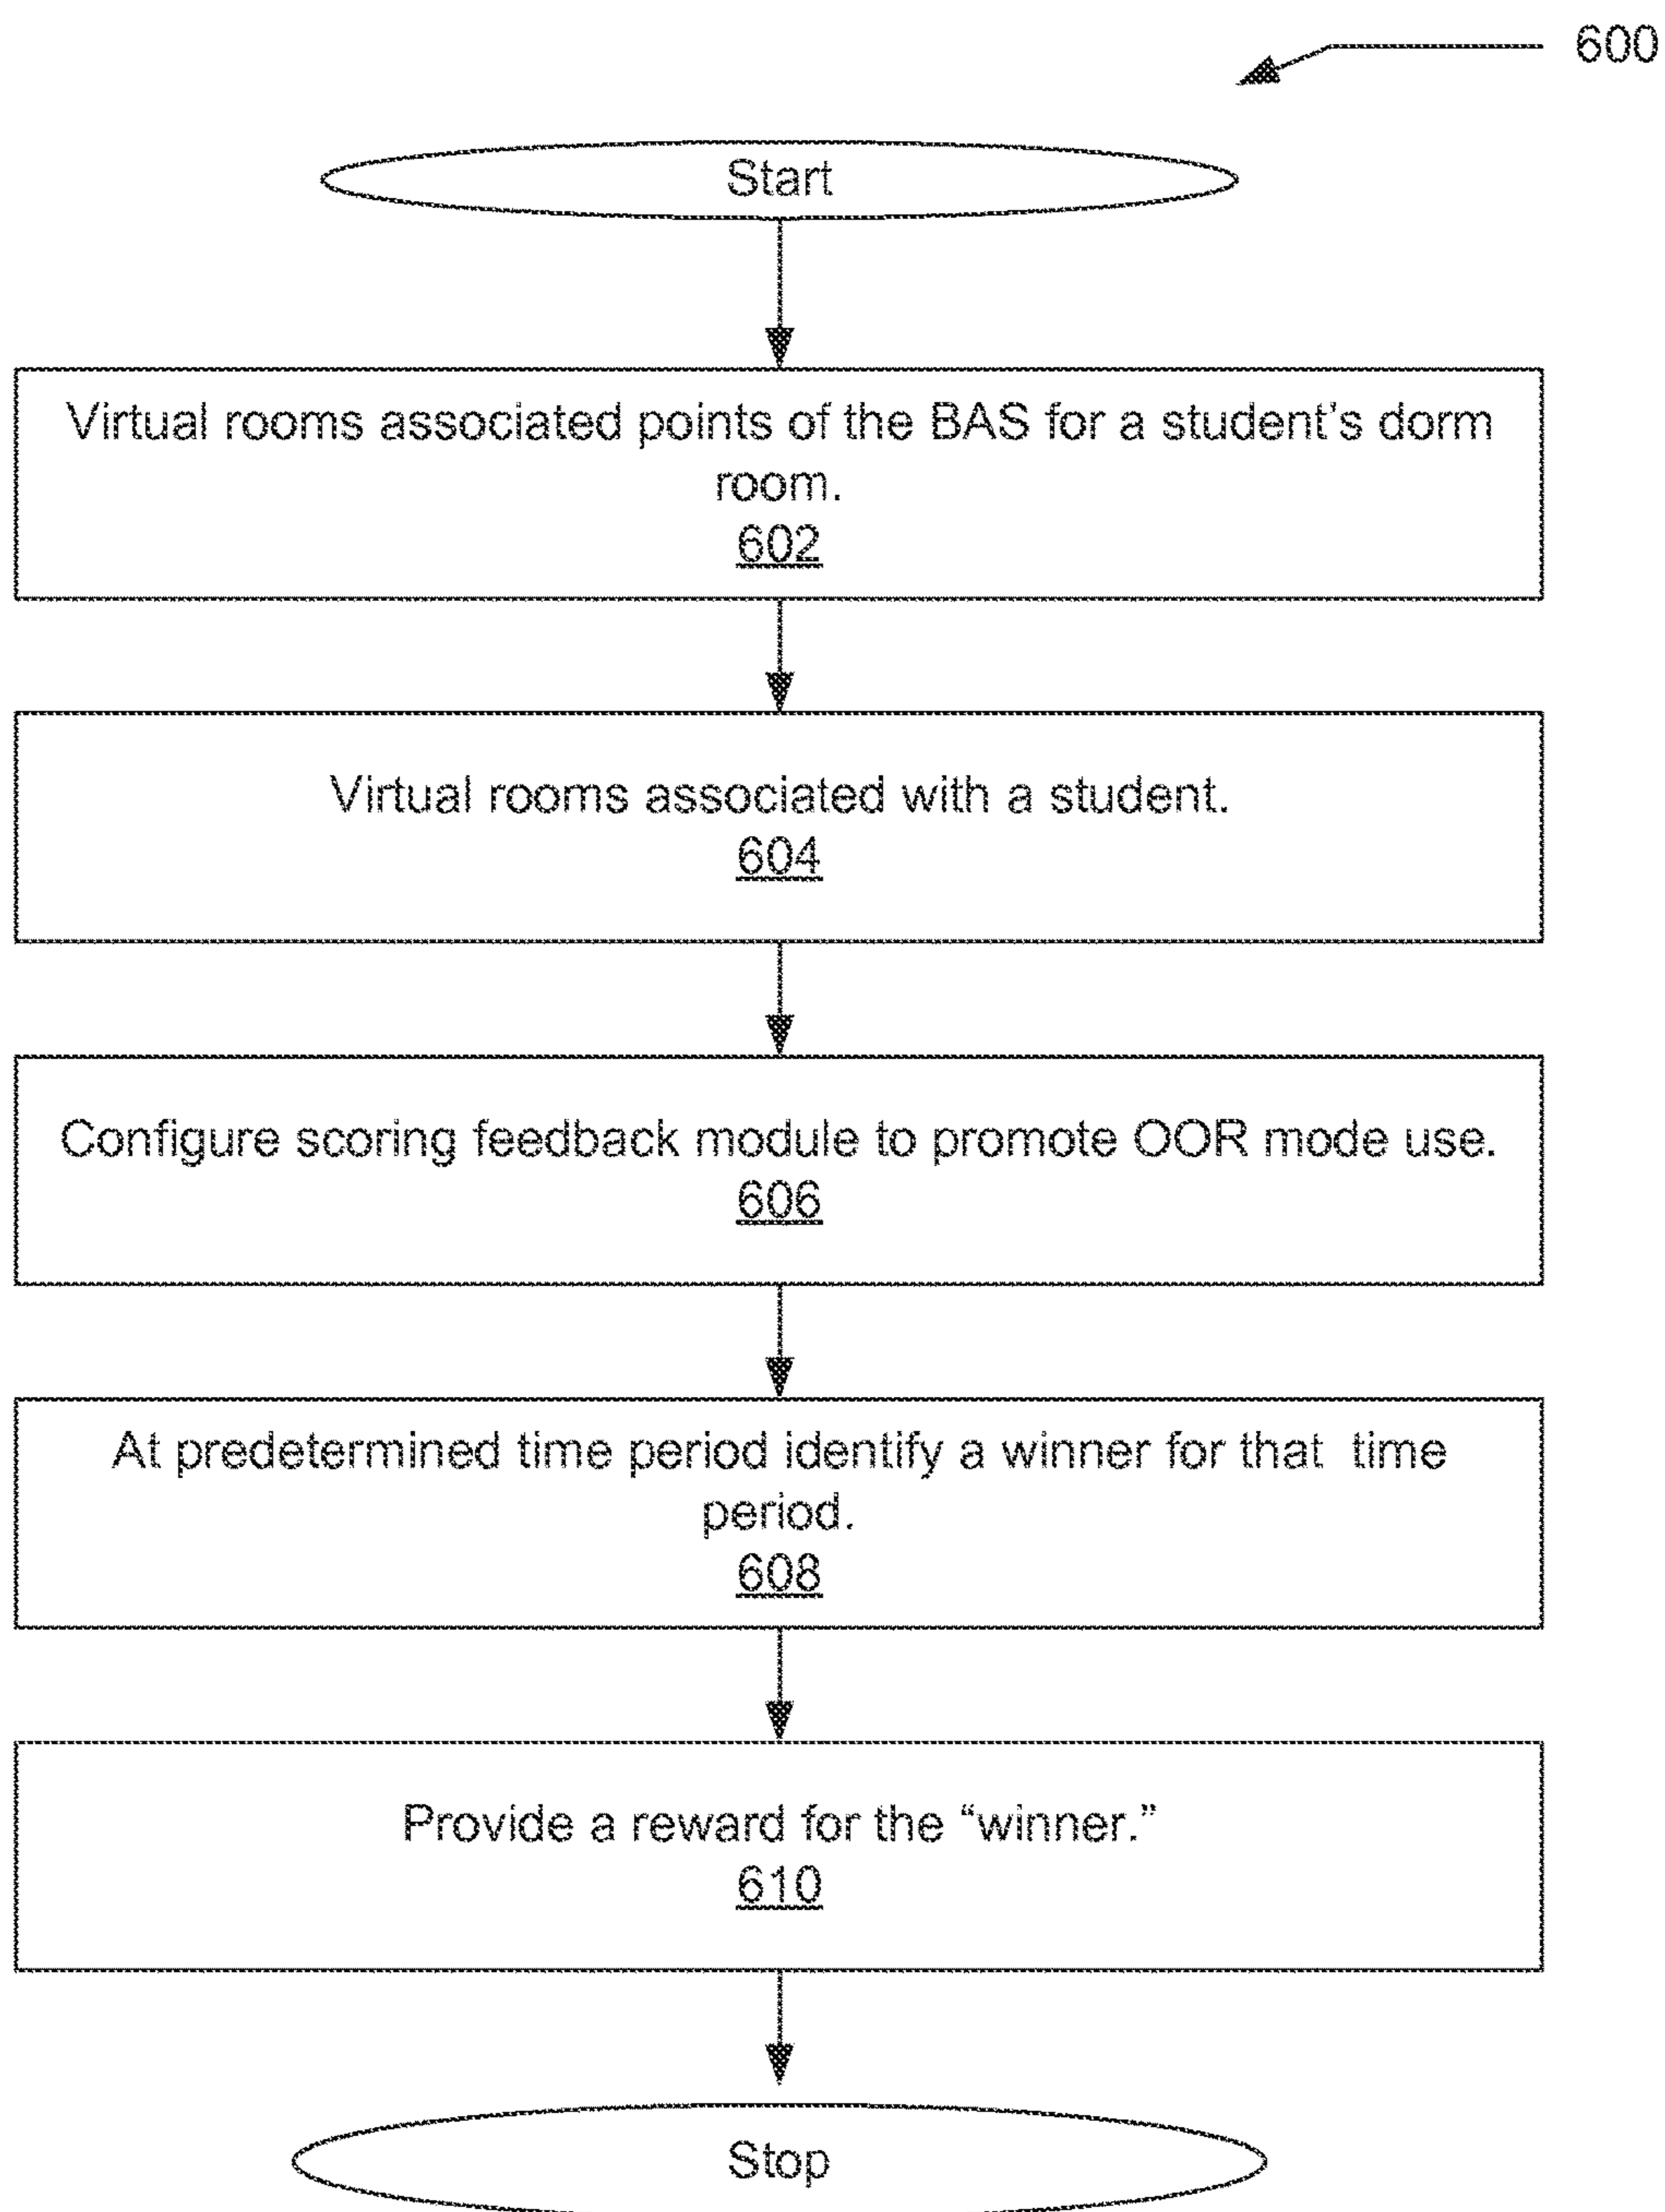 600
Start
Virtual rooms associated points of the BAS for a student's dorm
room.
602
Virtual rooms associated with a student.
604
Configure scoring feedback module to promote OOR mode use.
606
At predetermined time period identify a winner for that time
period.
608
Provide a reward for the “winner.”
610
Stop